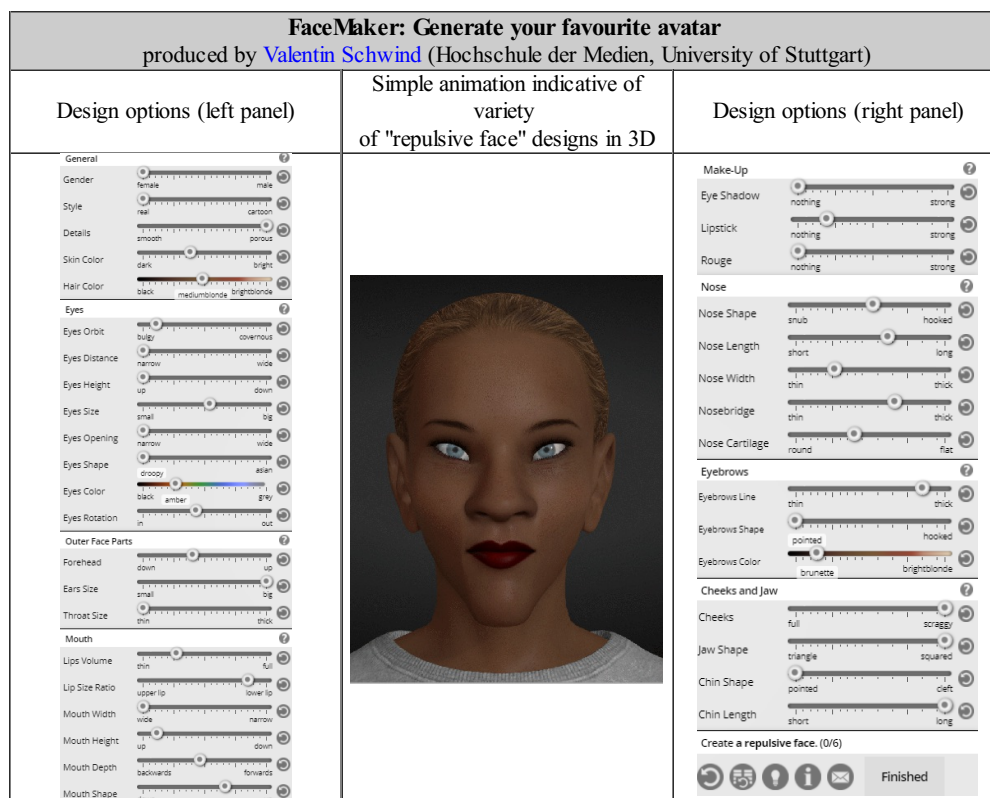 FaceMaker: Generate your favourite avatar
produced by Valentin Schwind (Hochschule der Medien, University of Stuttgart)
Design options (left panel)
Simple animation indicative of
variety
of "repulsive face" designs in 3D
Design options (right panel)
General
?
Gender
female male
Style
real cartoon
Details
smooth porous
Skin Color
dark bright
Hair Color
black mediumblonde brightblonde
Eyes
?
Eyes Orbit
bulgy covernous
Eyes Distance
narrow wide
Eyes Height
up down
Eyes Size
small big
Eyes Opening
narrow wide
Eyes Shape
droopy asian
Eyes Color
black amber grey
Eyes Rotation
in out
Outer Face Parts
?
Forehead
down up
Ears Size
small big
Throat Size
thin thick
Mouth
?
Lips Volume
thin full
Lip Size Ratio
upper lip lower lip
Mouth Width
wide narrow
Mouth Height
up down
Mouth Depth
backwards forwards
Mouth Shape
Make-Up
?
Eye Shadow
nothing strong
Lipstick
nothing strong
Rouge
nothing strong
Nose
?
Nose Shape
snub hooked
Nose Length
short long
Nose Width
thin thick
Nosebridge
thin thick
Nose Cartilage
round flat
Eyebrows
?
Eyebrows Line
thin thick
Eyebrows Shape
pointed hooked
Eyebrows Color
brunette brightblonde
Cheeks and Jaw
?
Cheeks
full scraggy
Jaw Shape
triangle squared
Chin Shape
pointed cleft
Chin Length
short long
Create a repulsive face. (0/6)
Finished